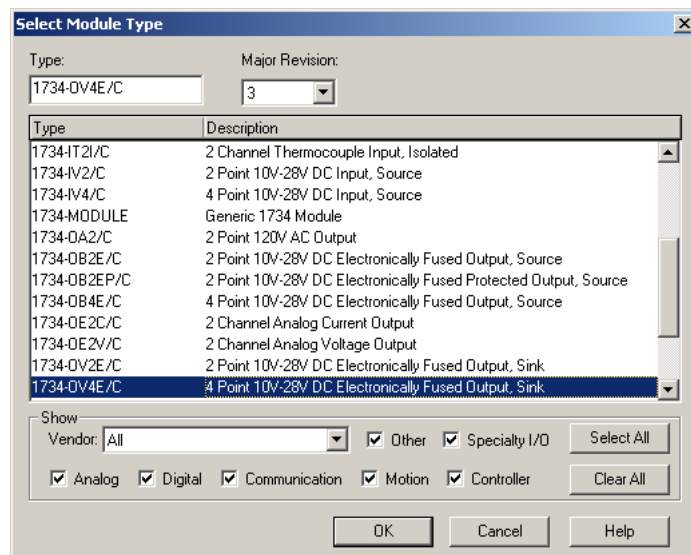 Select Module Type
Type: Major Revision:
1734-OV4E/C 3
Type Description
1734-IT2I/C 2 Channel Thermocouple Input, Isolated
1734-IV2/C 2 Point 10V-28V DC Input, Source
1734-IV4/C 4 Point 10V-28V DC Input, Source
1734-MODULE Generic 1734 Module
1734-OA2/C 2 Point 120V AC Output
1734-OB2E/C 2 Point 10V-28V DC Electronically Fused Output, Source
1734-OB2EP/C 2 Point 10V-28V DC Electronically Fused Protected Output, Source
1734-OB4E/C 4 Point 10V-28V DC Electronically Fused Output, Source
1734-OE2C/C 2 Channel Analog Current Output
1734-OE2V/C 2 Channel Analog Voltage Output
1734-OV2E/C 2 Point 10V-28V DC Electronically Fused Output, Sink
1734-OV4E/C 4 Point 10V-28V DC Electronically Fused Output, Sink
Show
Vendor: All Other Specialty I/O Select All
Analog Digital Communication Motion Controller Clear All
OK Cancel Help